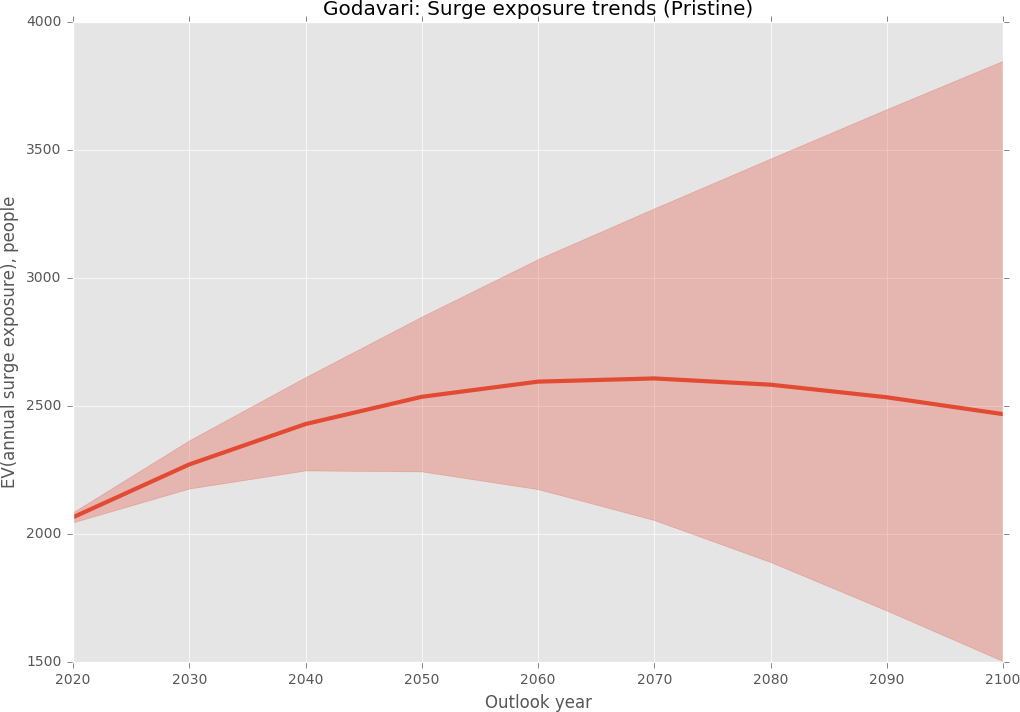 Godavari: Surge exposure trends (Pristine)
EV(annual surge exposure), people
4000
3500
3000
2500
2000
1500
2020 2030 2040 2050 2060 2070 2080 2090 2100
Outlook year